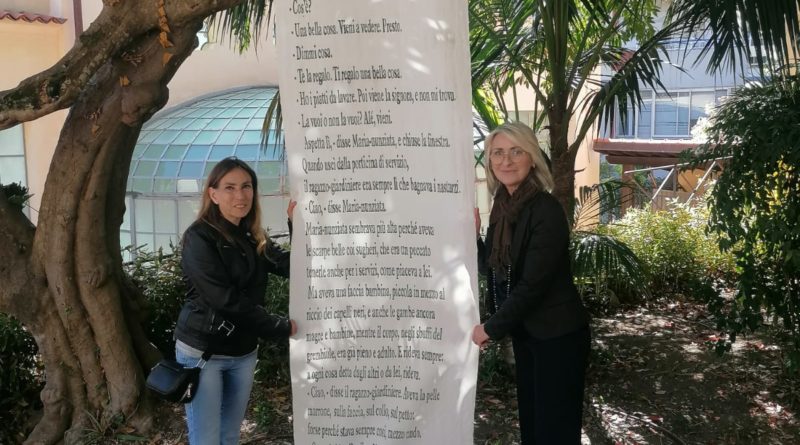 - Cos'è?
- Una bella cosa. Vieni a vedere. Presto.
- Dimmi cosa.
- Te la regalo. Ti regalo una bella cosa.
- Ho i piatti da lavare. Poi viene la signora, e non mi trova.
- La vuoi o non la vuoi? Alé, vieni.
Aspetta lì, - disse Maria-nunziata, e chiuse la finestra.
Quando uscì dalla porticina di servizio,
il ragazzo-giardiniere era sempre lì che bagnava i nasturzi.
- Ciao, - disse Maria-nunziata.
Maria-nunziata sembrava più alta perché aveva
le scarpe belle coi sugheri, che era un peccato
tenerle anche per i servizi, come piaceva a lei.
Ma aveva una faccia bambina, piccola in mezzo al
riccio dei capelli neri, e anche le gambe ancora
magre e bambine, mentre il corpo, negli sbuffi del
grembiule, era già pieno e adulto. E rideva sempre:
a ogni cosa detta dagli altri o da lei, rideva.
- Ciao, - disse il ragazzo-giardiniere. Aveva la pelle
marrone, sulla faccia, sul collo, sul petto:
forse perché stava sempre così, mezzo nudo,